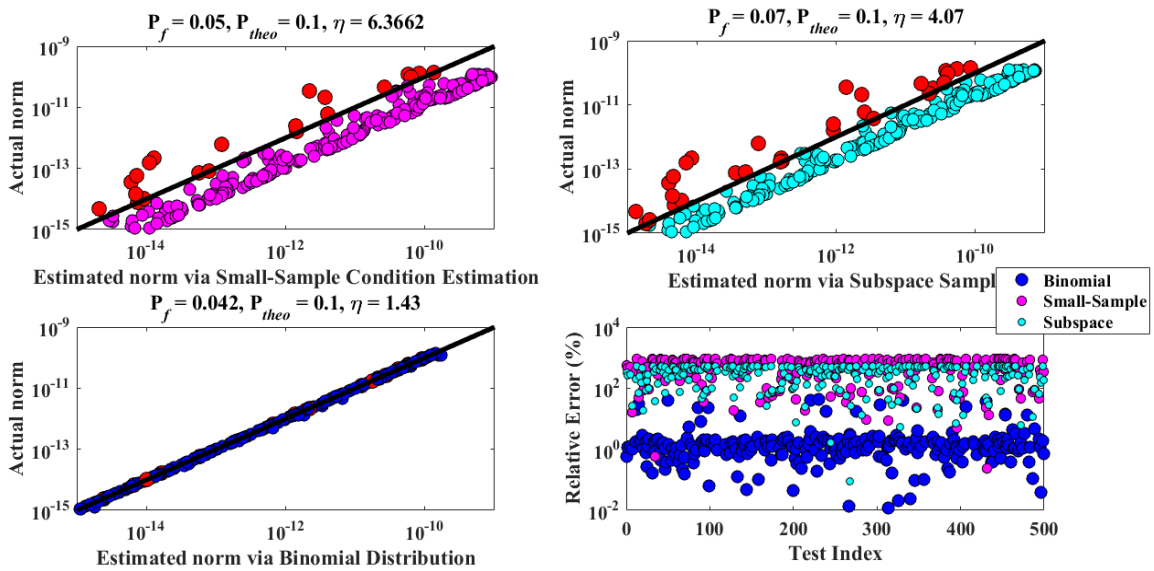 P_f = 0.05, P_theo = 0.1, η = 6.3662
10^-9
10^-11
10^-13
10^-15
Actual norm
10^-14
10^-12
10^-10
Estimated norm via Small-Sample Condition Estimation
P_f = 0.07, P_theo = 0.1, η = 4.07
10^-9
10^-11
10^-13
10^-15
Actual norm
10^-14
10^-12
10^-10
Estimated norm via Subspace Sampl
P_f = 0.042, P_theo = 0.1, η = 1.43
10^-9
10^-11
10^-13
10^-15
Actual norm
10^-14
10^-12
10^-10
Estimated norm via Binomial Distribution
Binomial
Small-Sample
Subspace
10^4
10^2
10^0
10^-2
Relative Error (%)
0
100
200
300
400
500
Test Index